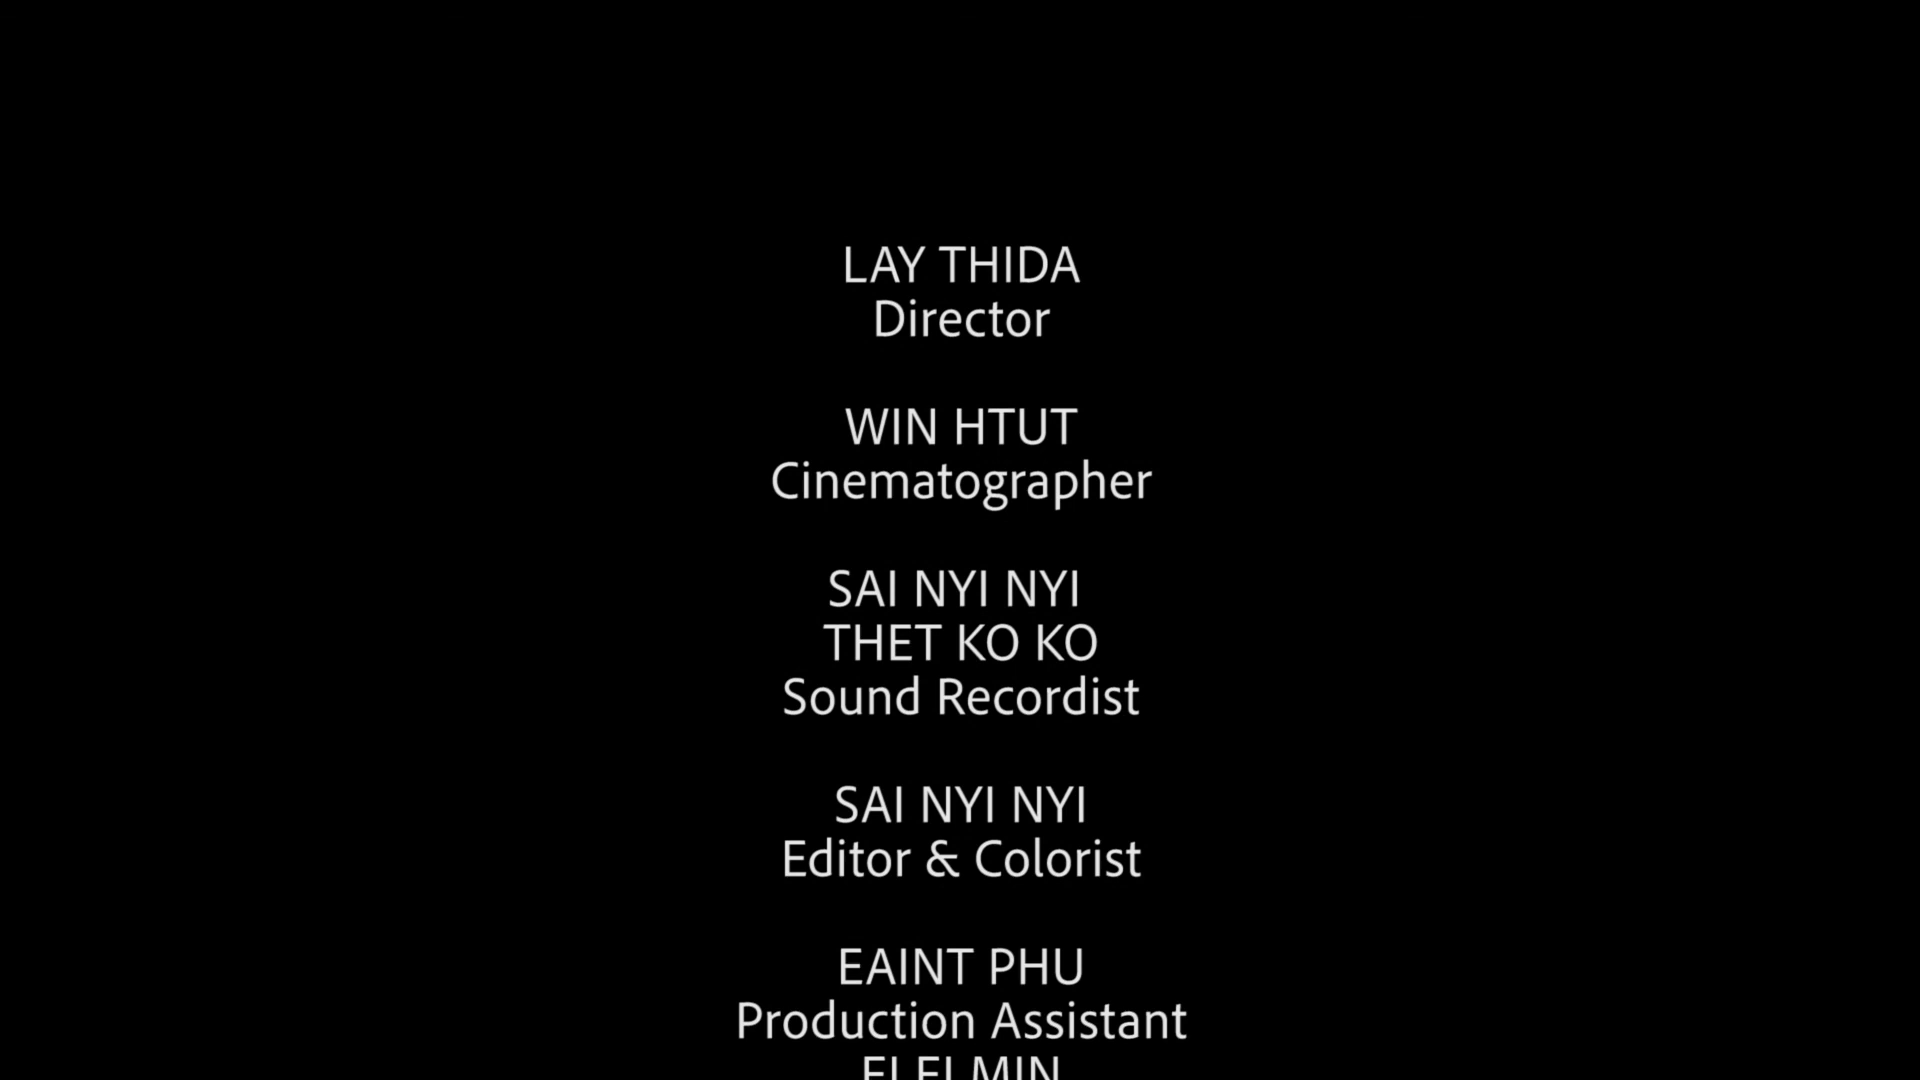 LAY THIDA
Director
WIN HTUT
Cinematographer
SAI NYI NYI
THET KO KO
Sound Recordist
SAI NYI NYI
Editor & Colorist
EAINT PHU
Production Assistant